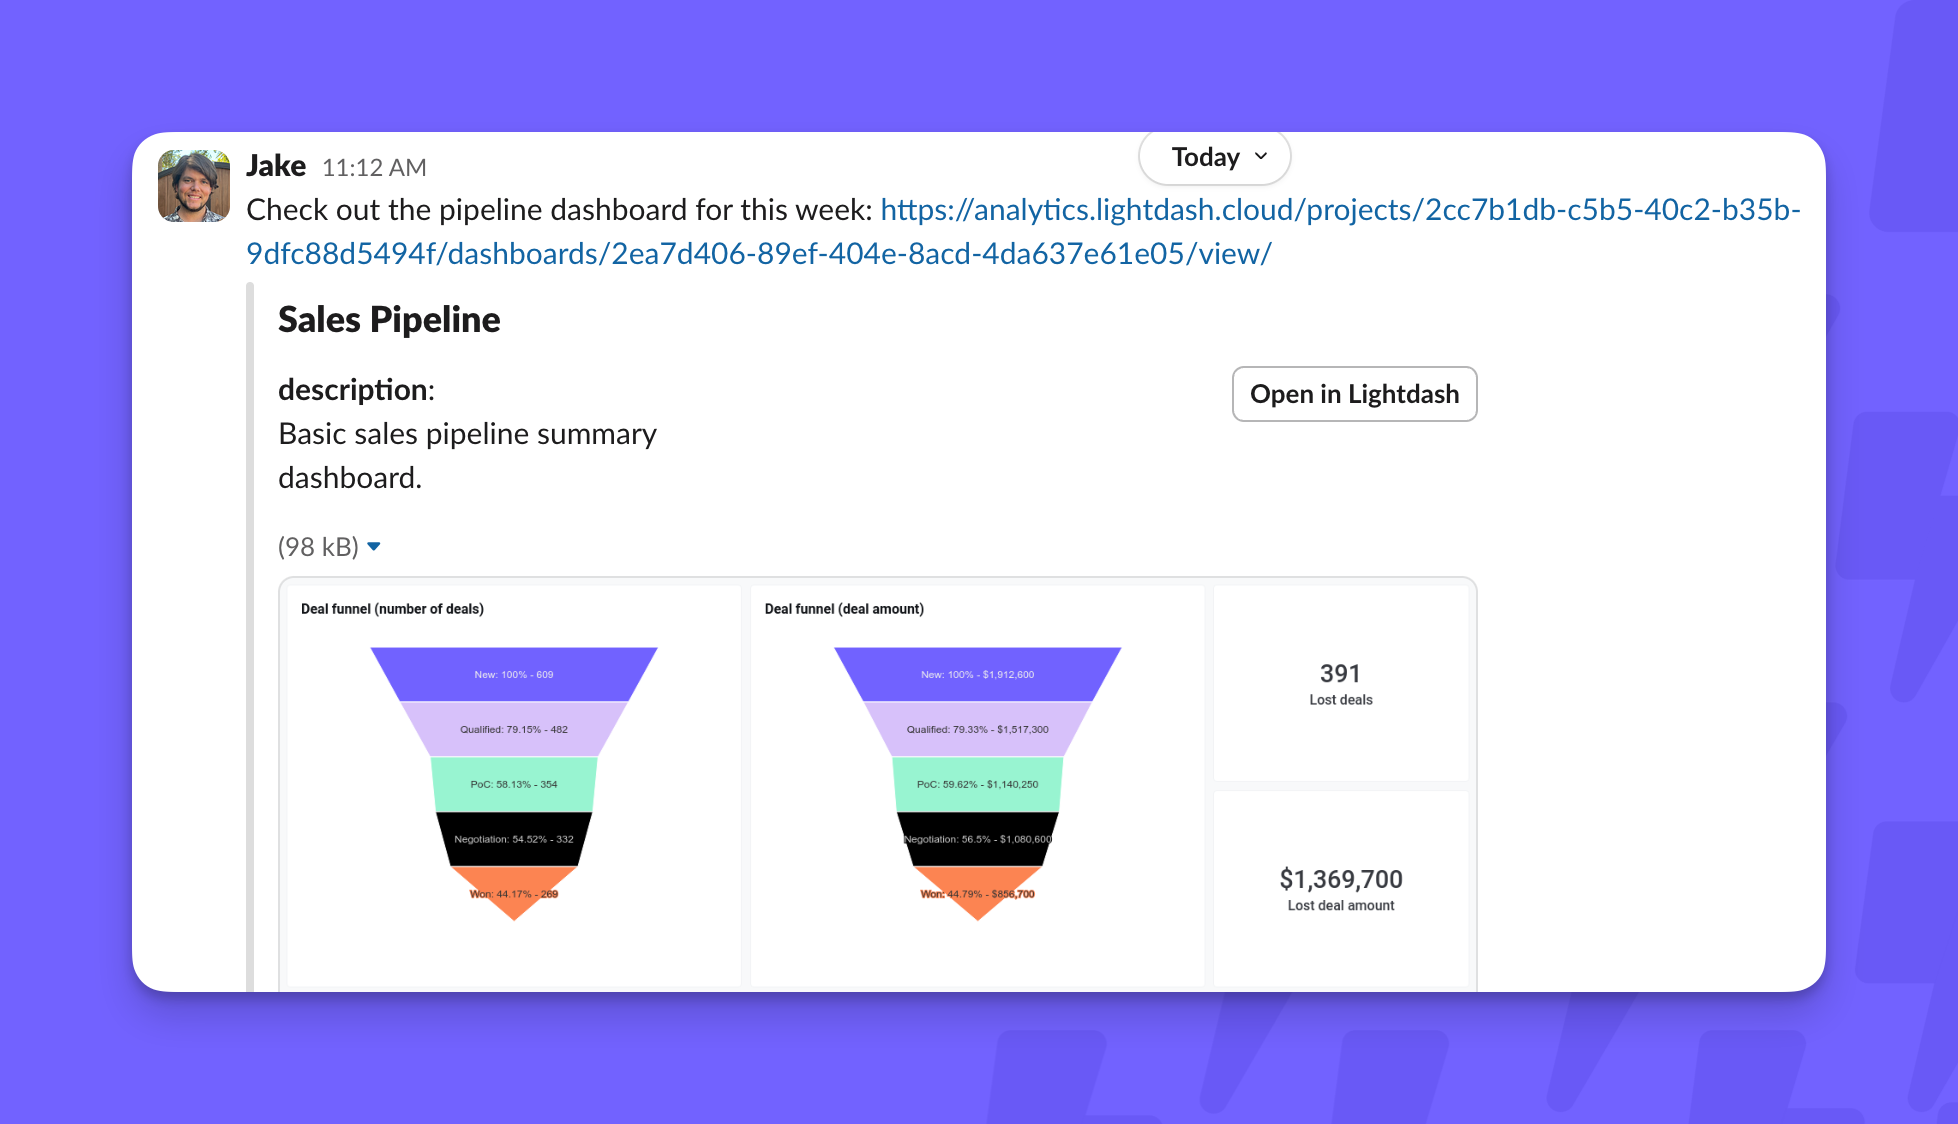 Jake 11:12 AM
Today
Check out the pipeline dashboard for this week: https://analytics.lightdash.cloud/projects/2cc7b1db-c5b5-40c2-b35b-
9dfc88d5494f/dashboards/2ea7d406-89ef-404e-8acd-4da637e61e05/view/
Sales Pipeline
description:
Open in Lightdash
Basic sales pipeline summary
dashboard.
(98 kB)
Deal funnel (number of deals)
New: 100% - 609
Qualified: 79.15% - 482
PoC: 58.13% - 354
Negotiation: 54.52% - 332
Won: 44.17% - 269
Deal funnel (deal amount)
New: 100% - $1,912,600
Qualified: 79.33% - $1,517,300
PoC: 59.62% - $1,140,250
Negotiation: 56.5% - $1,080,600
Won: 44.79% - $856,700
391
Lost deals
$1,369,700
Lost deal amount